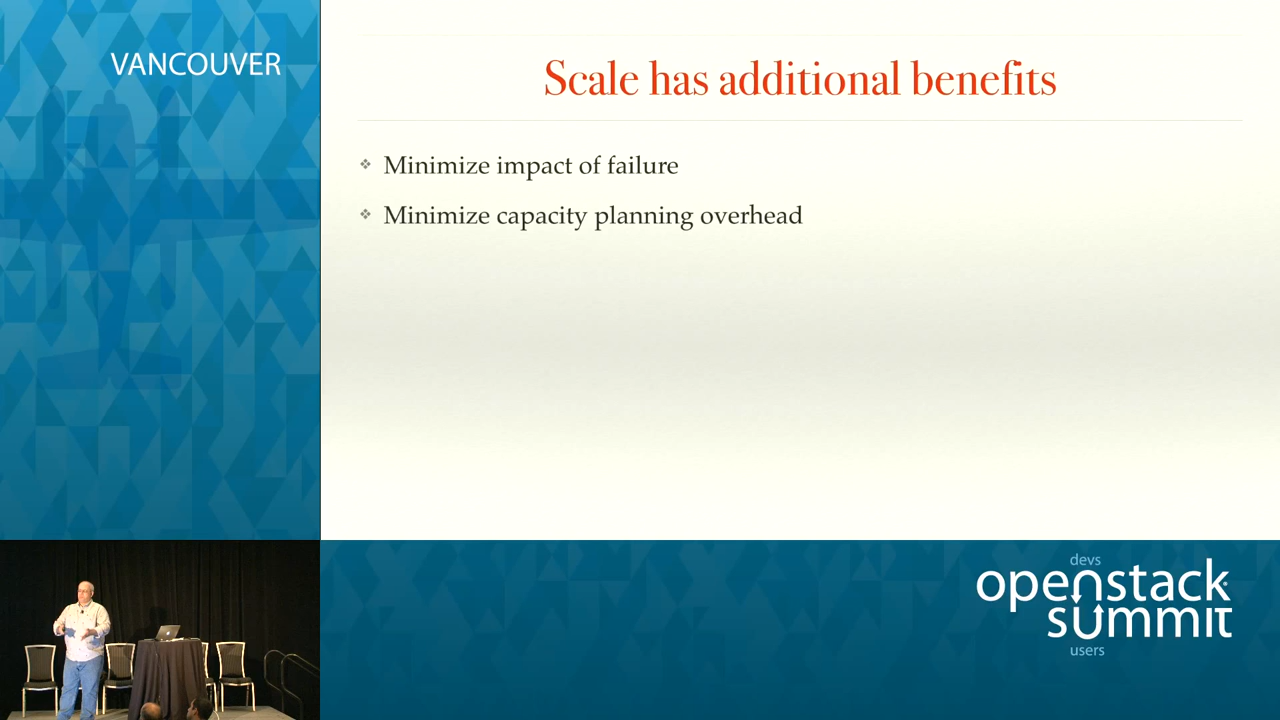 VANCOUVER
Scale has additional benefits
❖ Minimize impact of failure
❖ Minimize capacity planning overhead
devs
openstack
summit
users